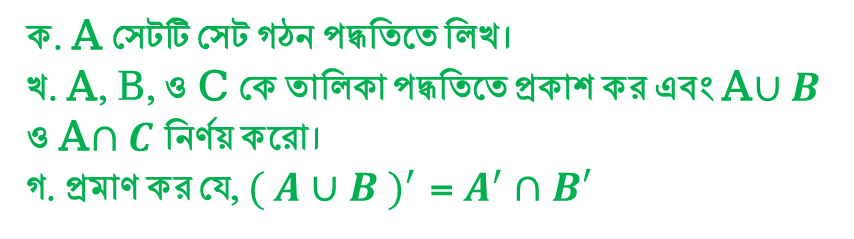 ক. A সেটটি সেট গঠন পদ্ধতিতে লিখ।
খ. A, B, ও C কে তালিকা পদ্ধতিতে প্রকাশ কর এবং A∪ B
ও A∩ C নির্ণয় করো।
গ. প্রমাণ কর যে, ( A ∪ B )′ = A′ ∩ B′